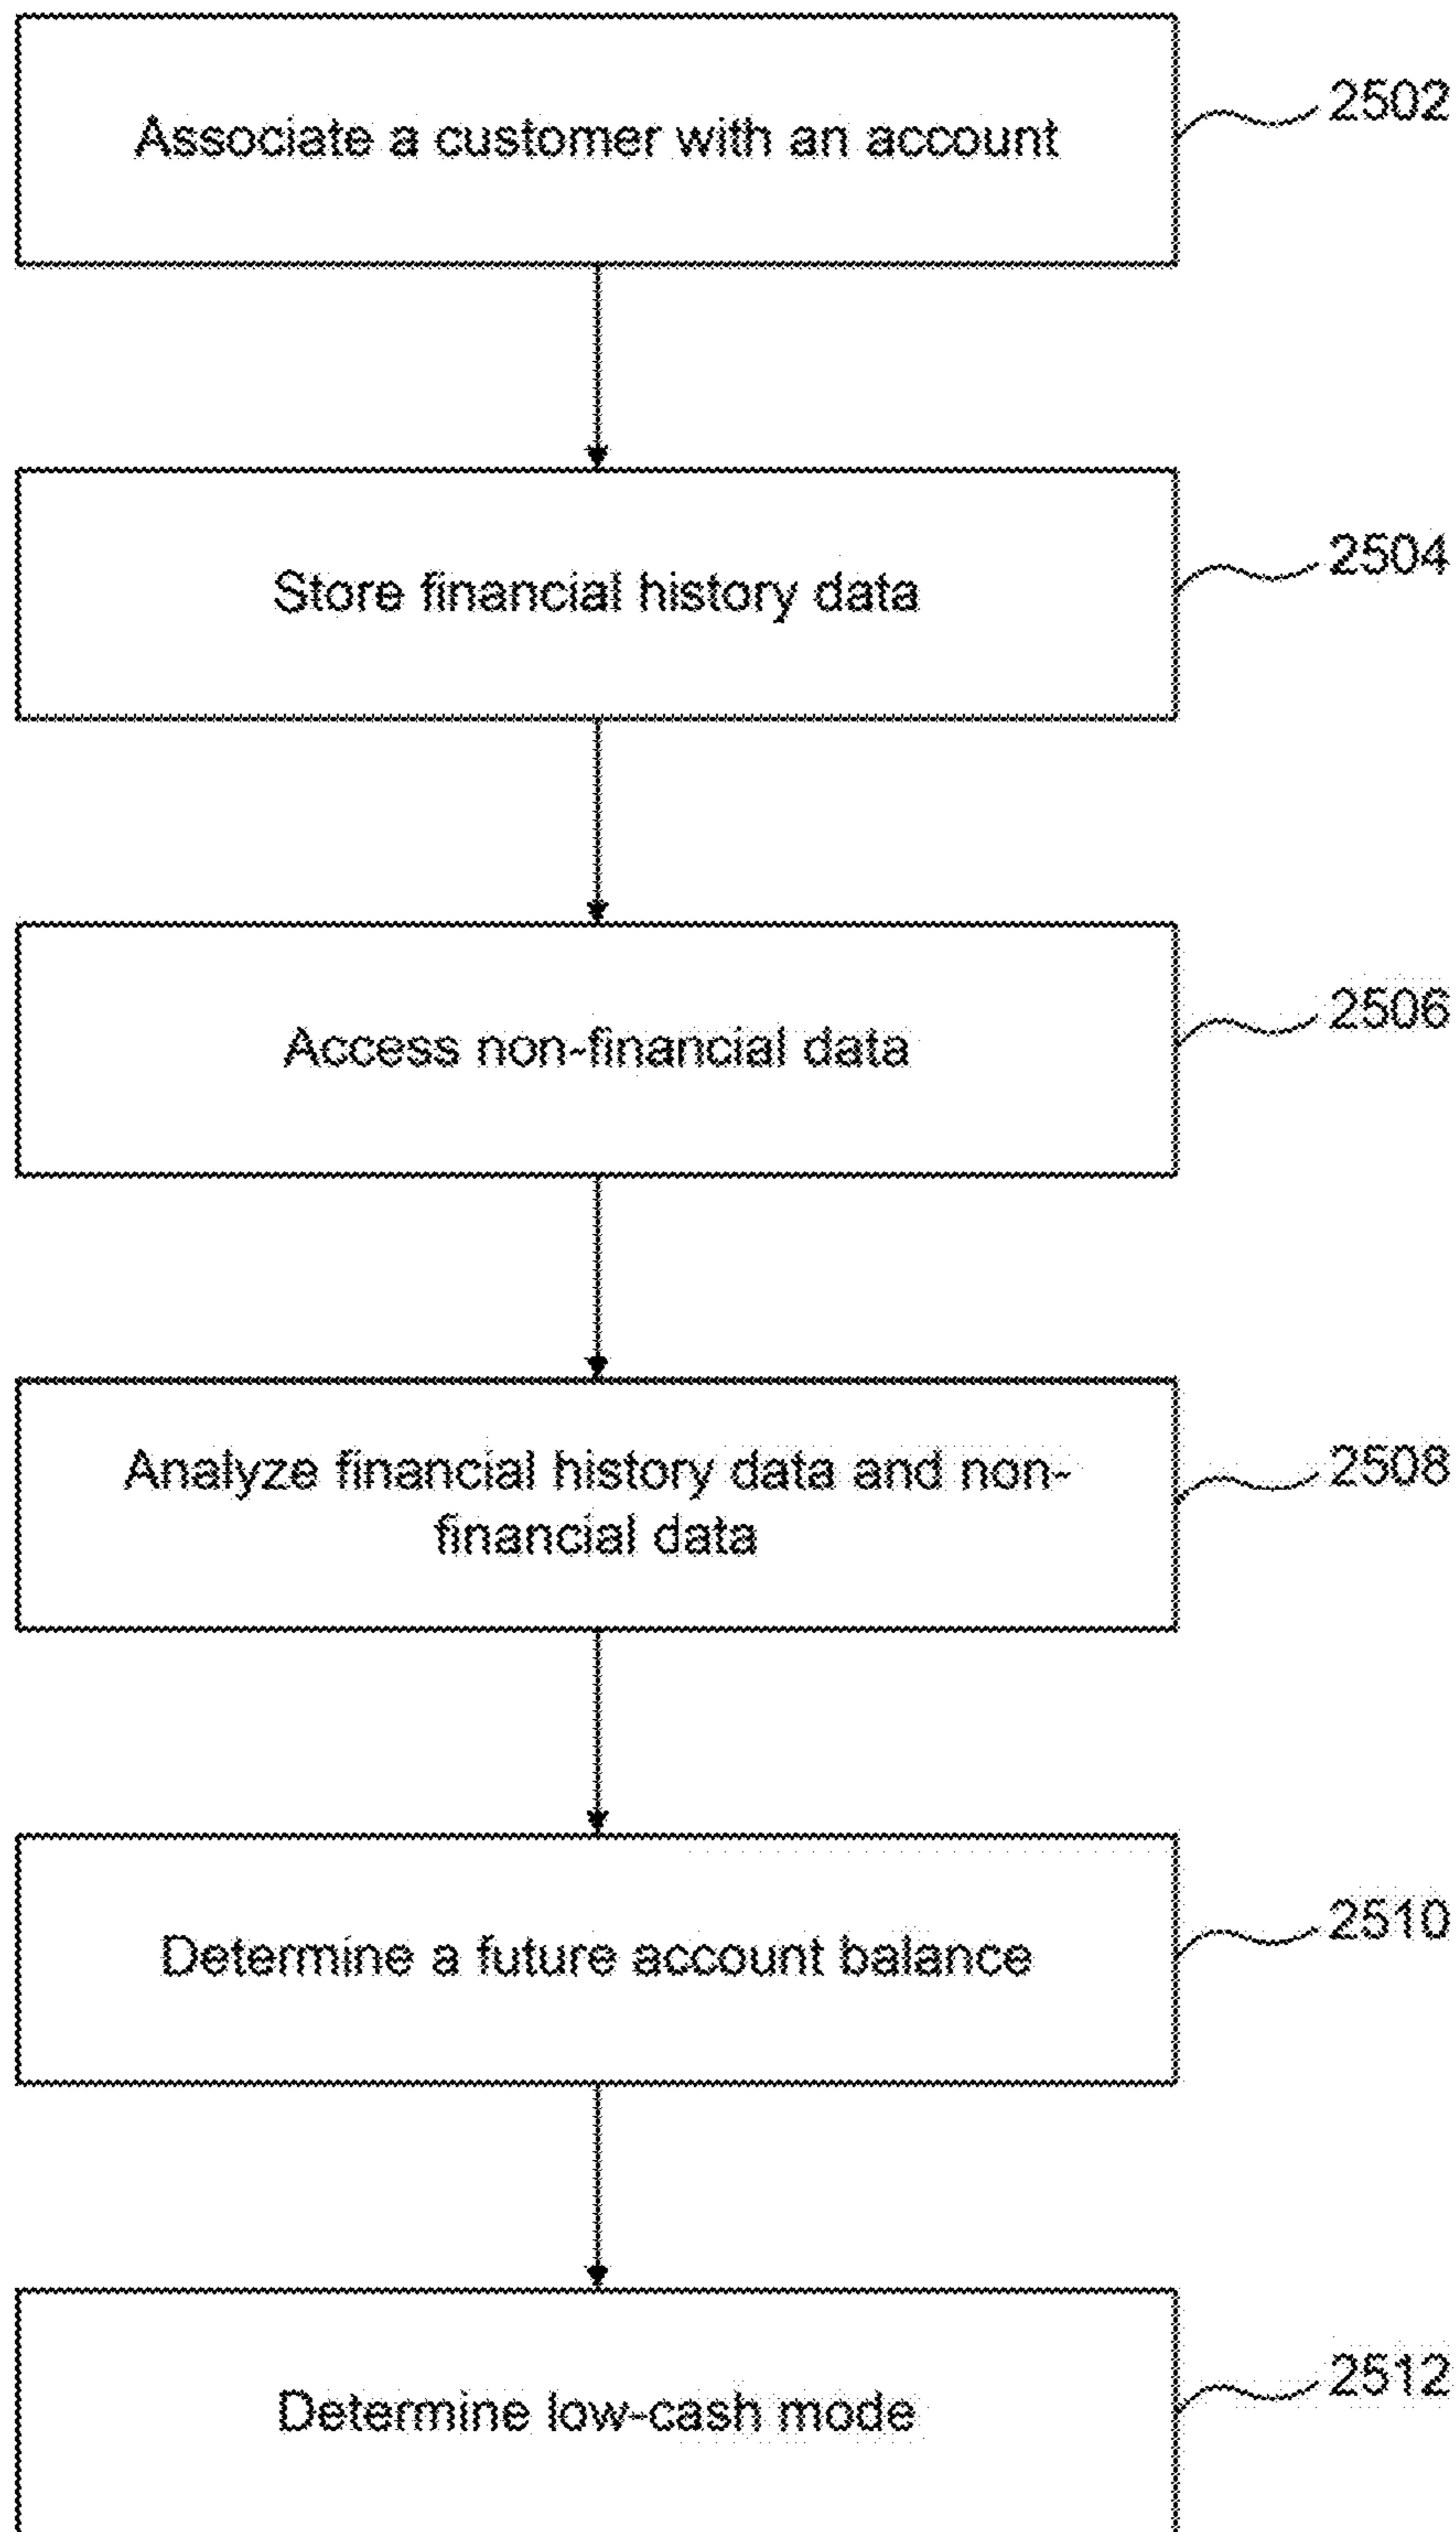 Associate a customer with an account
2502
Store financial history data
2504
Access non-financial data
2506
Analyze financial history data and non-
financial data
2508
Determine a future account balance
2510
Determine low-cash mode
2512